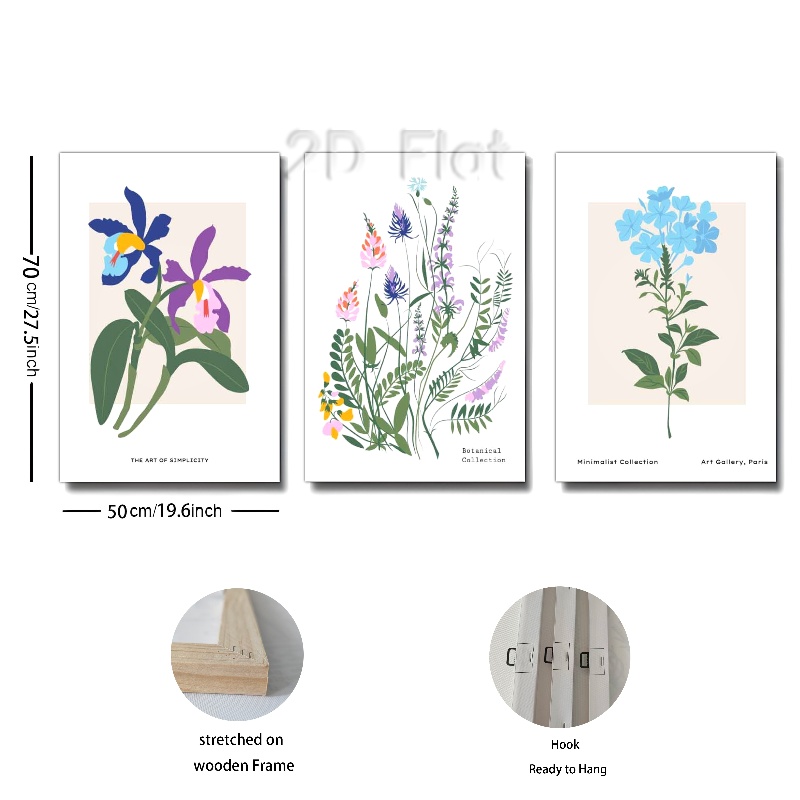 2D Flat
70 cm/27.5inch
THE ART OF SIMPLICITY
Botanical
Collection
Minimalist Collection
Art Gallery, Paris
50 cm/19.6inch
stretched on
wooden Frame
Hook
Ready to Hang